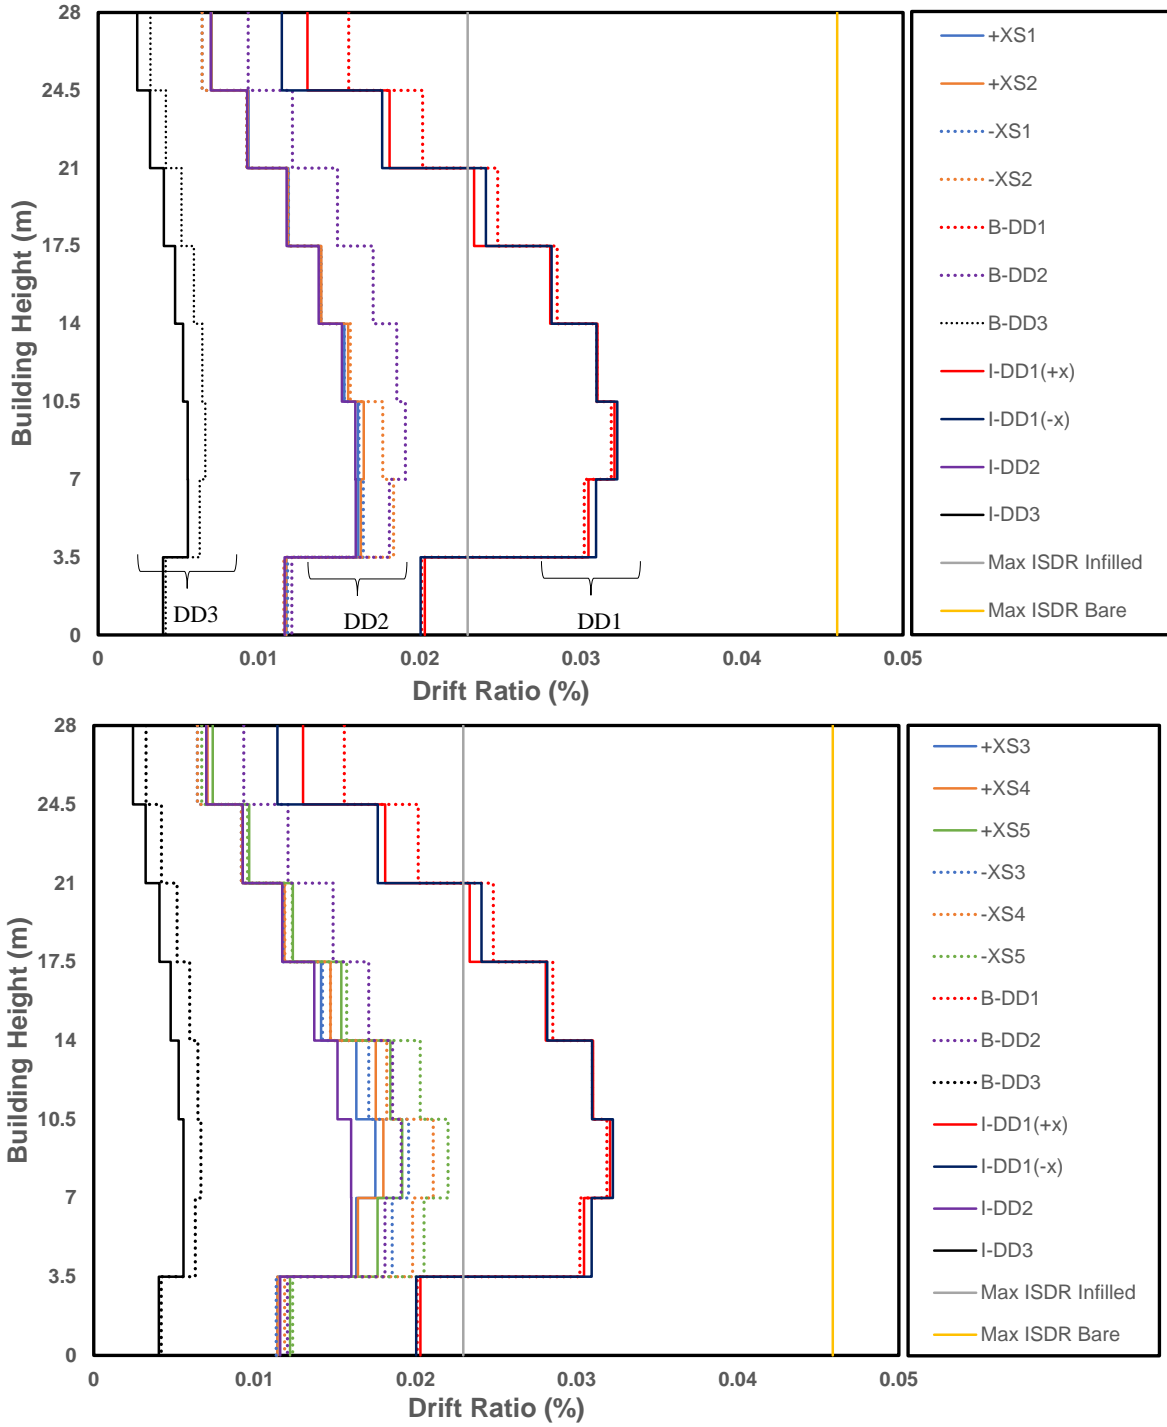 28
24.5
21
17.5
14
10.5
7
3.5
0
Building Height (m)
DD3
DD2
DD1
0
0.01
0.02
0.03
0.04
0.05
Drift Ratio (%)
+XS1
+XS2
-XS1
-XS2
B-DD1
B-DD2
B-DD3
I-DD1(+x)
I-DD1(-x)
I-DD2
I-DD3
Max ISDR Infilled
Max ISDR Bare
28
24.5
21
17.5
14
10.5
7
3.5
0
Building Height (m)
0
0.01
0.02
0.03
0.04
0.05
Drift Ratio (%)
+XS3
+XS4
+XS5
-XS3
-XS4
-XS5
B-DD1
B-DD2
B-DD3
I-DD1(+x)
I-DD1(-x)
I-DD2
I-DD3
Max ISDR Infilled
Max ISDR Bare